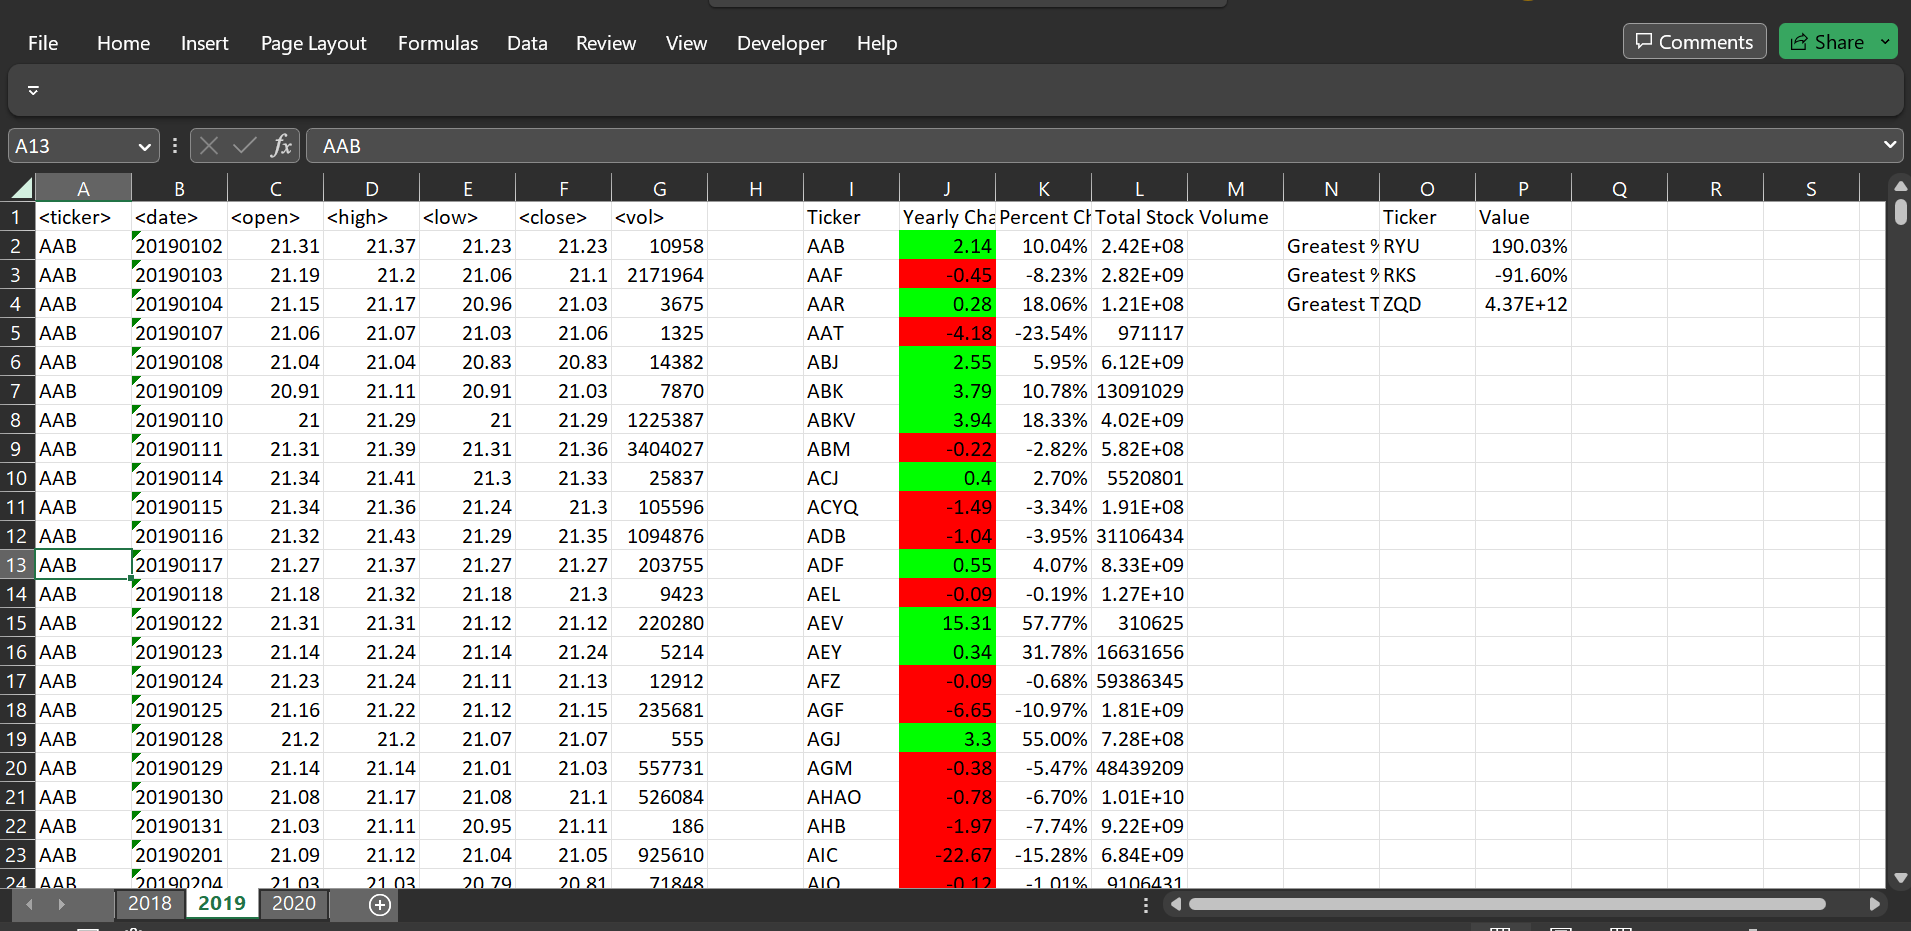 File Home Insert Page Layout Formulas Data Review View Developer Help Comments Share
A13 fx AAB
A B C D E F G H I J K L M N O P Q R S
1 <ticker> <date> <open> <high> <low> <close> <vol> Ticker Yearly Cha Percent Ch Total Stock Volume Ticker Value
2 AAB 20190102 21.31 21.37 21.23 21.23 10958 AAB 2.14 10.04% 2.42E+08 Greatest % RYU 190.03%
3 AAB 20190103 21.19 21.2 21.06 21.1 2171964 AAF -0.45 -8.23% 2.82E+09 Greatest % RKS -91.60%
4 AAB 20190104 21.15 21.17 20.96 21.03 3675 AAR 0.28 18.06% 1.21E+08 Greatest T ZQD 4.37E+12
5 AAB 20190107 21.06 21.07 21.03 21.06 1325 AAT -4.18 -23.54% 971117
6 AAB 20190108 21.04 21.04 20.83 20.83 14382 ABJ 2.55 5.95% 6.12E+09
7 AAB 20190109 20.91 21.11 20.91 21.03 7870 ABK 3.79 10.78% 13091029
8 AAB 20190110 21 21.29 21 21.29 1225387 ABKV 3.94 18.33% 4.02E+09
9 AAB 20190111 21.31 21.39 21.31 21.36 3404027 ABM -0.22 -2.82% 5.82E+08
10 AAB 20190114 21.34 21.41 21.3 21.33 25837 ACJ 0.4 2.70% 5520801
11 AAB 20190115 21.34 21.36 21.24 21.3 105596 ACYQ -1.49 -3.34% 1.91E+08
12 AAB 20190116 21.32 21.43 21.29 21.35 1094876 ADB -1.04 -3.95% 31106434
13 AAB 20190117 21.27 21.37 21.27 21.27 203755 ADF 0.55 4.07% 8.33E+09
14 AAB 20190118 21.18 21.32 21.18 21.3 9423 AEL -0.09 -0.19% 1.27E+10
15 AAB 20190122 21.31 21.31 21.12 21.12 220280 AEV 15.31 57.77% 310625
16 AAB 20190123 21.14 21.24 21.14 21.24 5214 AEY 0.34 31.78% 16631656
17 AAB 20190124 21.23 21.24 21.11 21.13 12912 AFZ -0.09 -0.68% 59386345
18 AAB 20190125 21.16 21.22 21.12 21.15 235681 AGF -6.65 -10.97% 1.81E+09
19 AAB 20190128 21.2 21.2 21.07 21.07 555 AGJ 3.3 55.00% 7.28E+08
20 AAB 20190129 21.14 21.14 21.01 21.03 557731 AGM -0.38 -5.47% 48439209
21 AAB 20190130 21.08 21.17 21.08 21.1 526084 AHAO -0.78 -6.70% 1.01E+10
22 AAB 20190131 21.03 21.11 20.95 21.11 186 AHB -1.97 -7.74% 9.22E+09
23 AAB 20190201 21.09 21.12 21.04 21.05 925610 AIC -22.67 -15.28% 6.84E+09
24 AAB 20190204 21.03 21.03 20.79 20.81 71848 AIO -0.12 -1.01% 9106431
2018 2019 2020